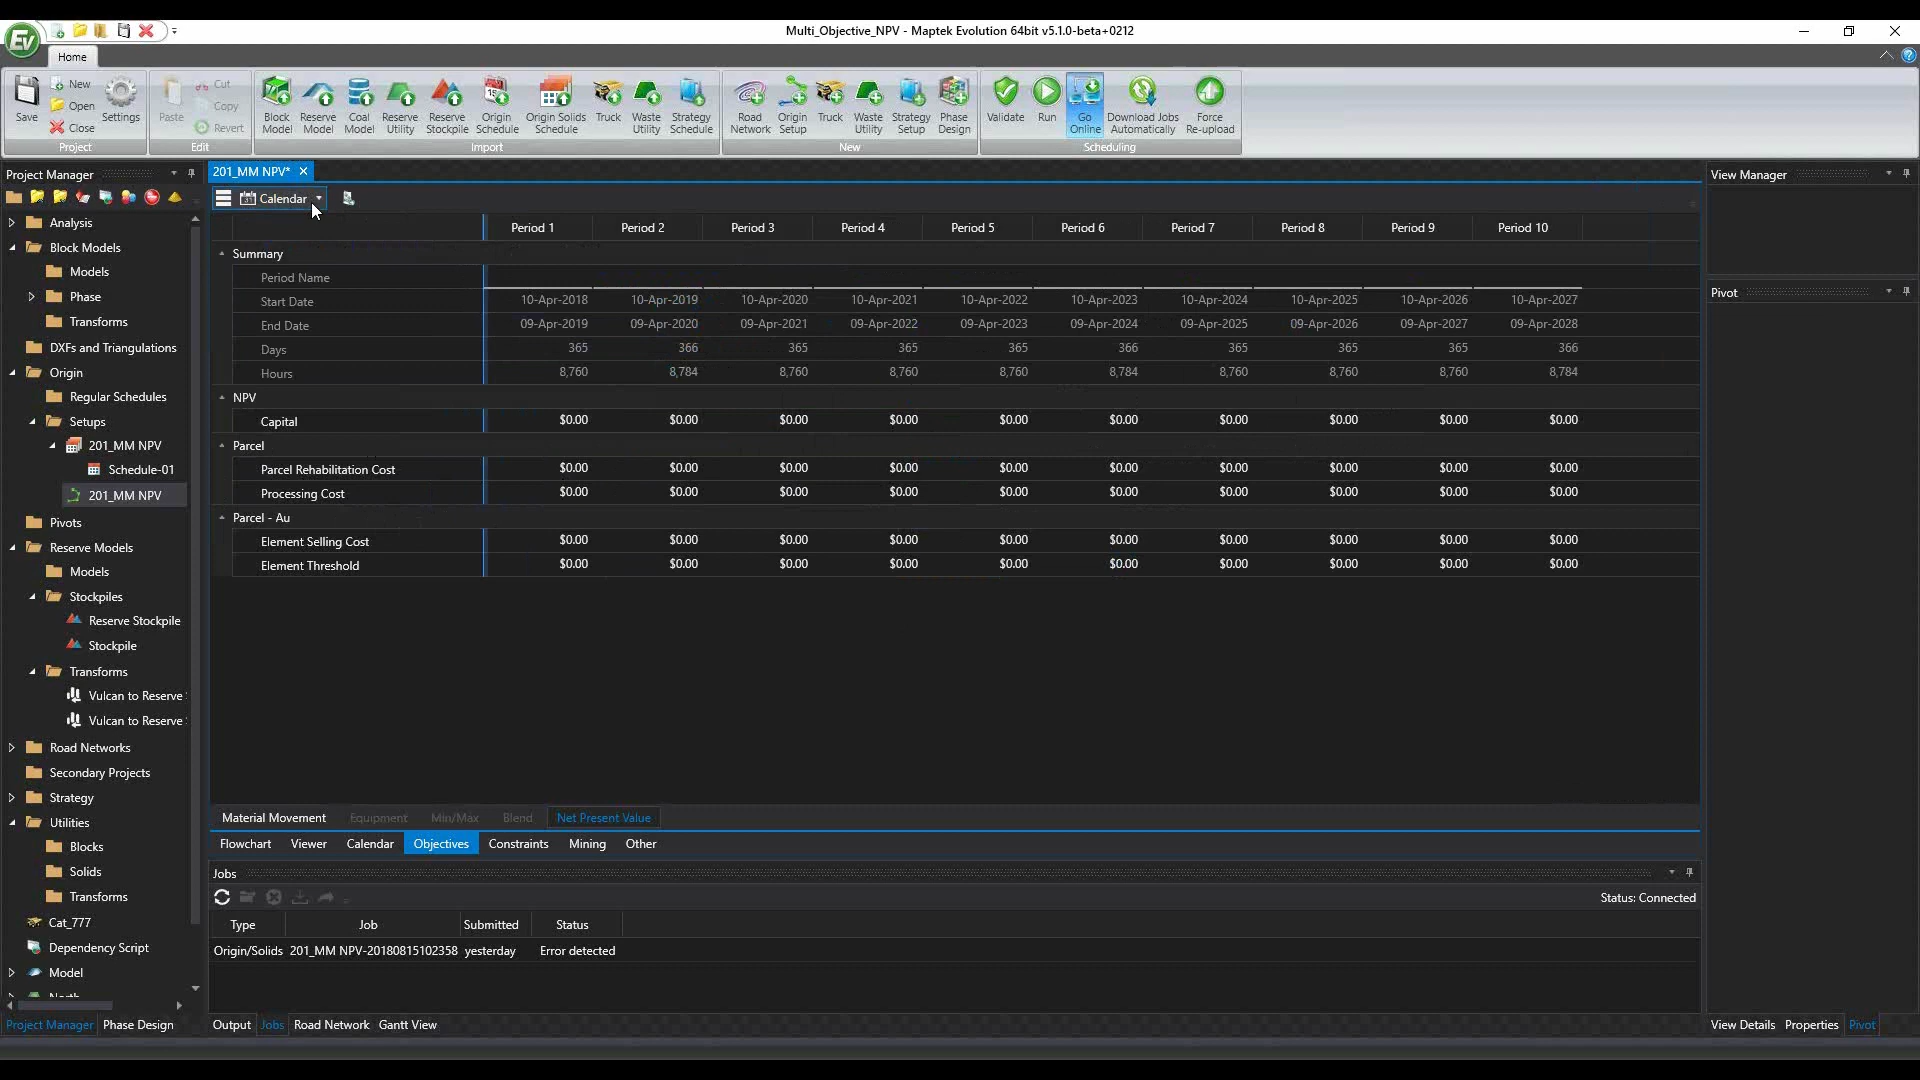 Multi_Objective_NPV - Maptek Evolution 64bit v5.1.0-beta+0212
Home
Save
New
Open
Close
Settings
Project
Paste
Cut
Copy
Revert
Edit
Block Model
Reserve Model
Coal Model
Reserve Utility
Reserve Stockpile
Origin Schedule
Origin Solids Schedule
Truck
Waste Utility
Strategy Schedule
Import
Road Network
Origin Setup
Truck
Waste Utility
Strategy Setup
Phase Design
New
Validate
Run
Go Online
Download Jobs Automatically
Force Re-upload
Scheduling
Project Manager
Analysis
Block Models
Models
Phase
Transforms
DXFs and Triangulations
Origin
Regular Schedules
Setups
201_MM NPV
Schedule-01
201_MM NPV
Pivots
Reserve Models
Models
Stockpiles
Reserve Stockpile
Stockpile
Transforms
Vulcan to Reserve
Vulcan to Reserve
Road Networks
Secondary Projects
Strategy
Utilities
Blocks
Solids
Transforms
Cat_777
Dependency Script
Model
Project Manager Phase Design
201_MM NPV*
Calendar
Period 1 Period 2 Period 3 Period 4 Period 5 Period 6 Period 7 Period 8 Period 9 Period 10
Summary
Period Name
Start Date 10-Apr-2018 10-Apr-2019 10-Apr-2020 10-Apr-2021 10-Apr-2022 10-Apr-2023 10-Apr-2024 10-Apr-2025 10-Apr-2026 10-Apr-2027
End Date 09-Apr-2019 09-Apr-2020 09-Apr-2021 09-Apr-2022 09-Apr-2023 09-Apr-2024 09-Apr-2025 09-Apr-2026 09-Apr-2027 09-Apr-2028
Days 365 366 365 365 365 366 365 365 365 366
Hours 8,760 8,784 8,760 8,760 8,760 8,784 8,760 8,760 8,760 8,784
NPV
Capital $0.00 $0.00 $0.00 $0.00 $0.00 $0.00 $0.00 $0.00 $0.00 $0.00
Parcel
Parcel Rehabilitation Cost $0.00 $0.00 $0.00 $0.00 $0.00 $0.00 $0.00 $0.00 $0.00 $0.00
Processing Cost $0.00 $0.00 $0.00 $0.00 $0.00 $0.00 $0.00 $0.00 $0.00 $0.00
Parcel - Au
Element Selling Cost $0.00 $0.00 $0.00 $0.00 $0.00 $0.00 $0.00 $0.00 $0.00 $0.00
Element Threshold $0.00 $0.00 $0.00 $0.00 $0.00 $0.00 $0.00 $0.00 $0.00 $0.00
Material Movement Equipment Min/Max Blend Net Present Value
Flowchart Viewer Calendar Objectives Constraints Mining Other
Jobs
Status: Connected
Type Job Submitted Status
Origin/Solids 201_MM NPV-20180815102358 yesterday Error detected
Output Jobs Road Network Gantt View
View Manager
Pivot
View Details Properties Pivot